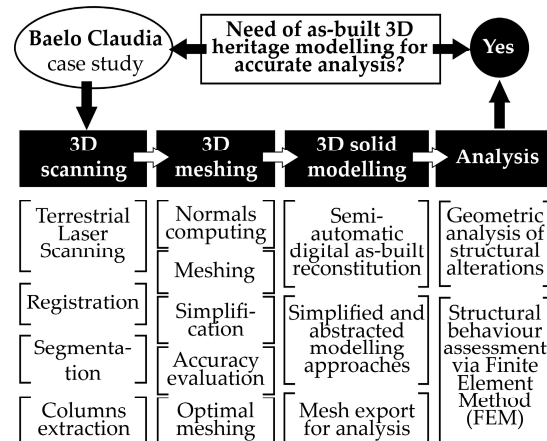 Baelo Claudia
case study
Need of as-built 3D
heritage modelling for
accurate analysis?
Yes
3D
scanning
3D
meshing
3D solid
modelling
Analysis
Terrestrial
Laser
Scanning
Registration
Segmenta-
tion
Columns
extraction
Normals
computing
Meshing
Simplifi-
cation
Accuracy
evaluation
Optimal
meshing
Semi-
automatic
digital as-built
reconstitution
Simplified and
abstracted
modelling
approaches
Mesh export
for analysis
Geometric
analysis of
structural
alterations
Structural
behaviour
assessment
via Finite
Element
Method
(FEM)